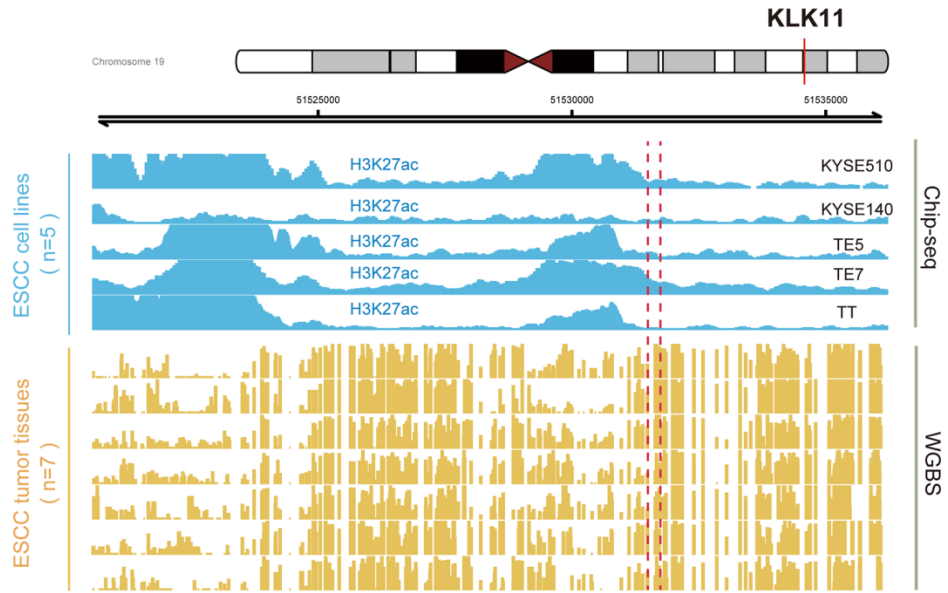 KLK11
Chromosome 19
51525000 51530000 51535000
H3K27ac KYSE510
H3K27ac KYSE140
H3K27ac TE5
H3K27ac TE7
H3K27ac TT
ESCC cell lines
( n=5 )
Chip-seq
ESCC tumor tissues
( n=7 )
WGBS